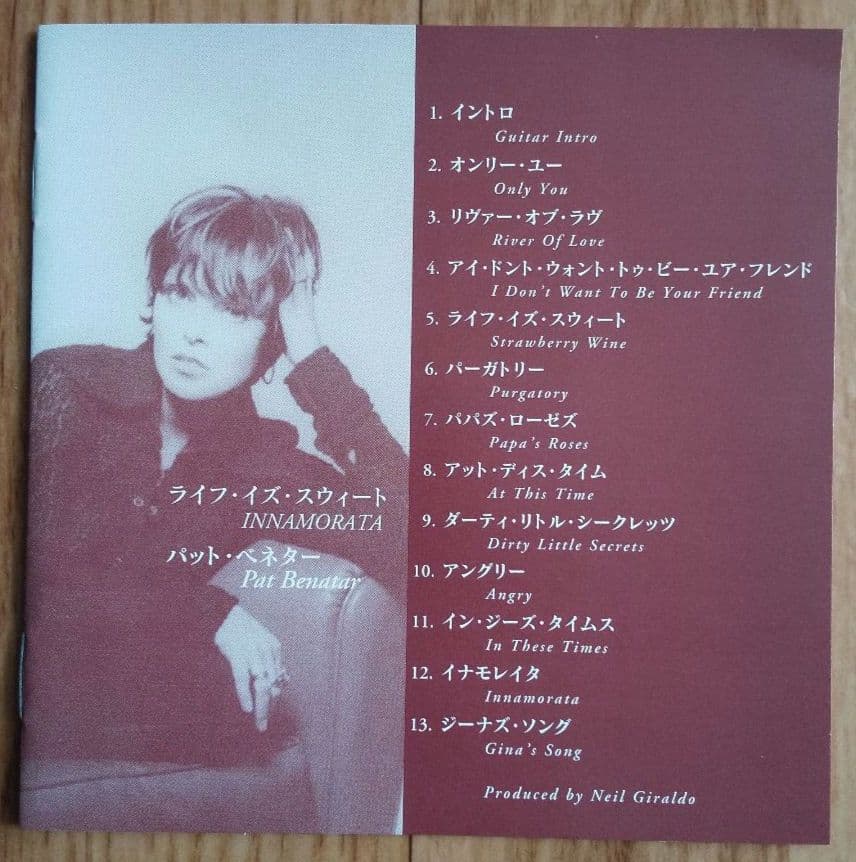 ライフ・イズ・スウィート
INNAMORATA
パット・ベネター
Pat Benatar
1. イントロ
Guitar Intro
2. オンリー・ユー
Only You
3. リヴァー・オブ・ラヴ
River Of Love
4. アイ・ドント・ウォント・トゥ・ビー・ユア・フレンド
I Don't Want To Be Your Friend
5. ライフ・イズ・スウィート
Strawberry Wine
6. パーガトリー
Purgatory
7. パパズ・ローゼズ
Papa's Roses
8. アット・ディス・タイム
At This Time
9. ダーティ・リトル・シークレッツ
Dirty Little Secrets
10. アングリー
Angry
11. イン・ジーズ・タイムス
In These Times
12. イナモレイタ
Innamorata
13. ジーナズ・ソング
Gina's Song
Produced by Neil Giraldo